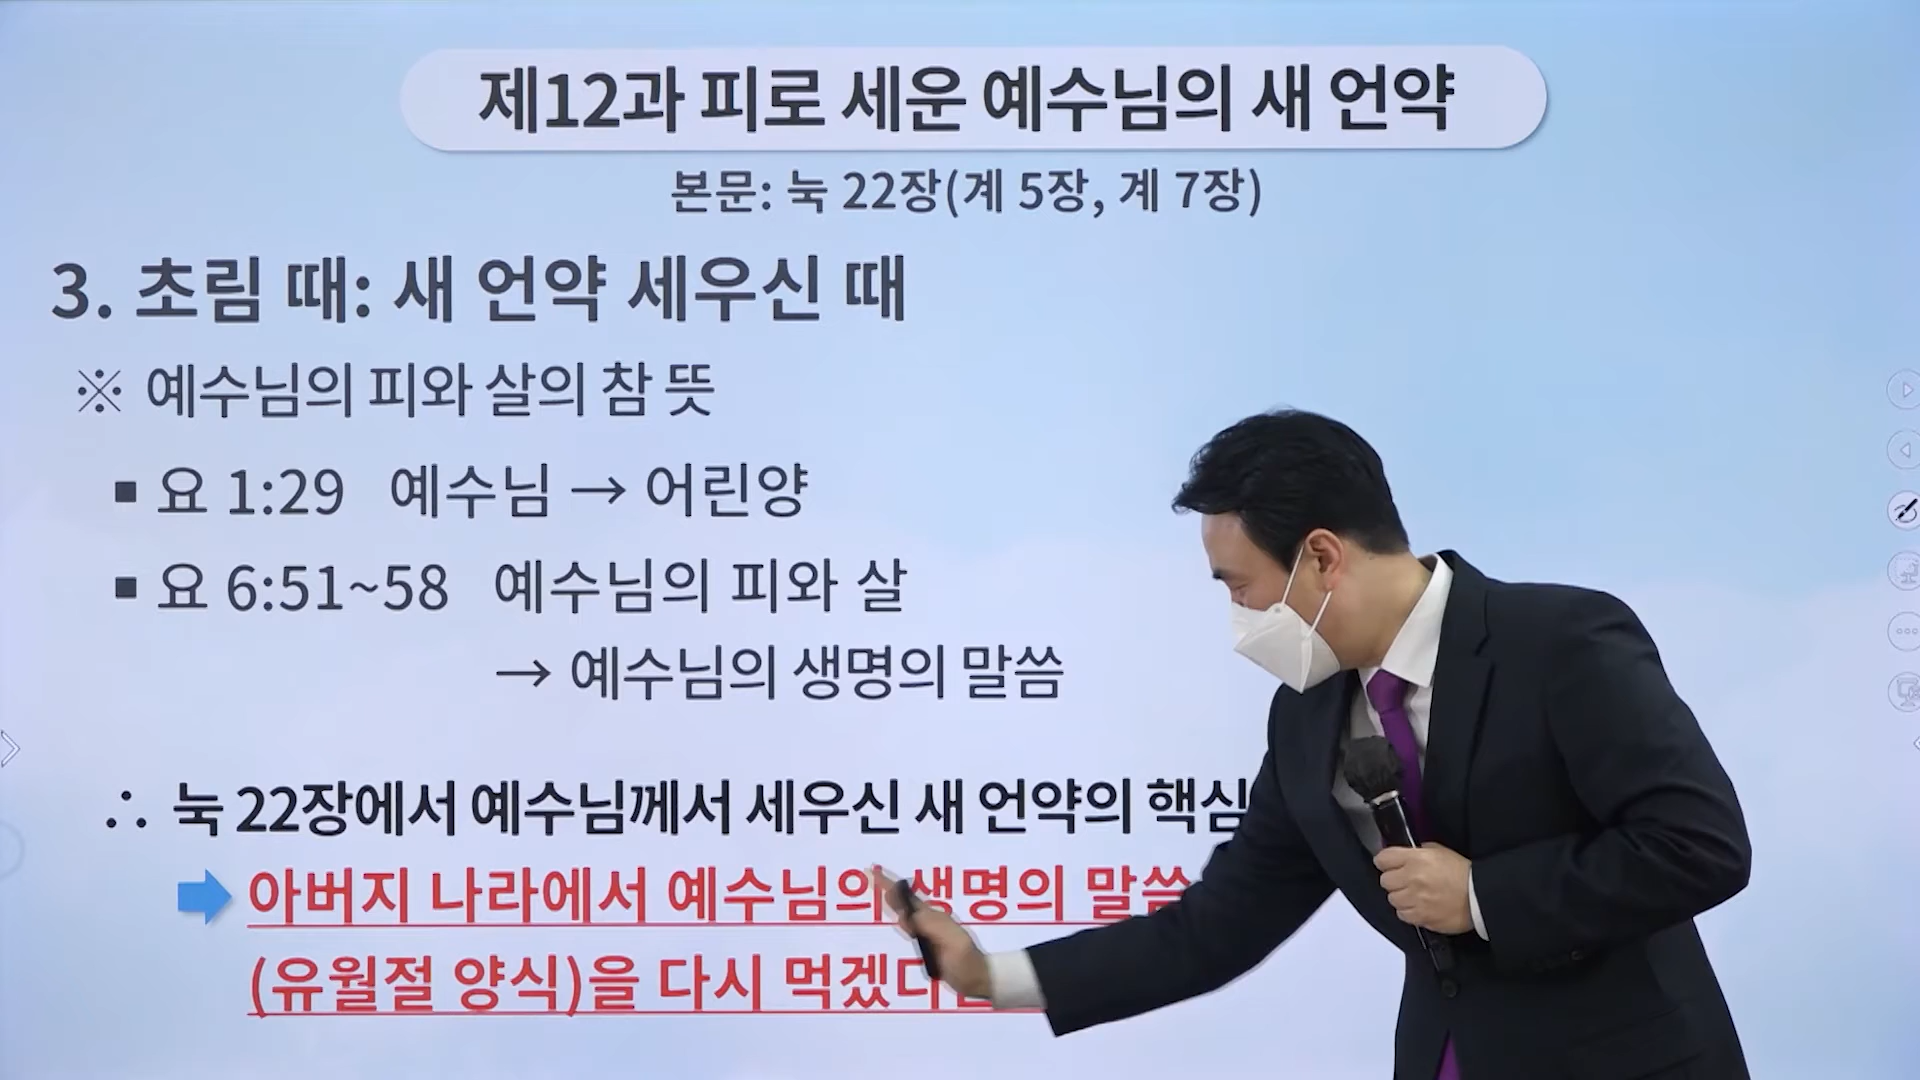 제12과 피로 세운 예수님의 새 언약
본문: 눅 22장(계 5장, 계 7장)
3. 초림 때: 새 언약 세우신 때
※ 예수님의 피와 살의 참 뜻
▪ 요 1:29 예수님 → 어린양
▪ 요 6:51~58 예수님의 피와 살
→ 예수님의 생명의 말씀
∴ 눅 22장에서 예수님께서 세우신 새 언약의 핵심
아버지 나라에서 예수님의 생명의 말씀
(유월절 양식)을 다시